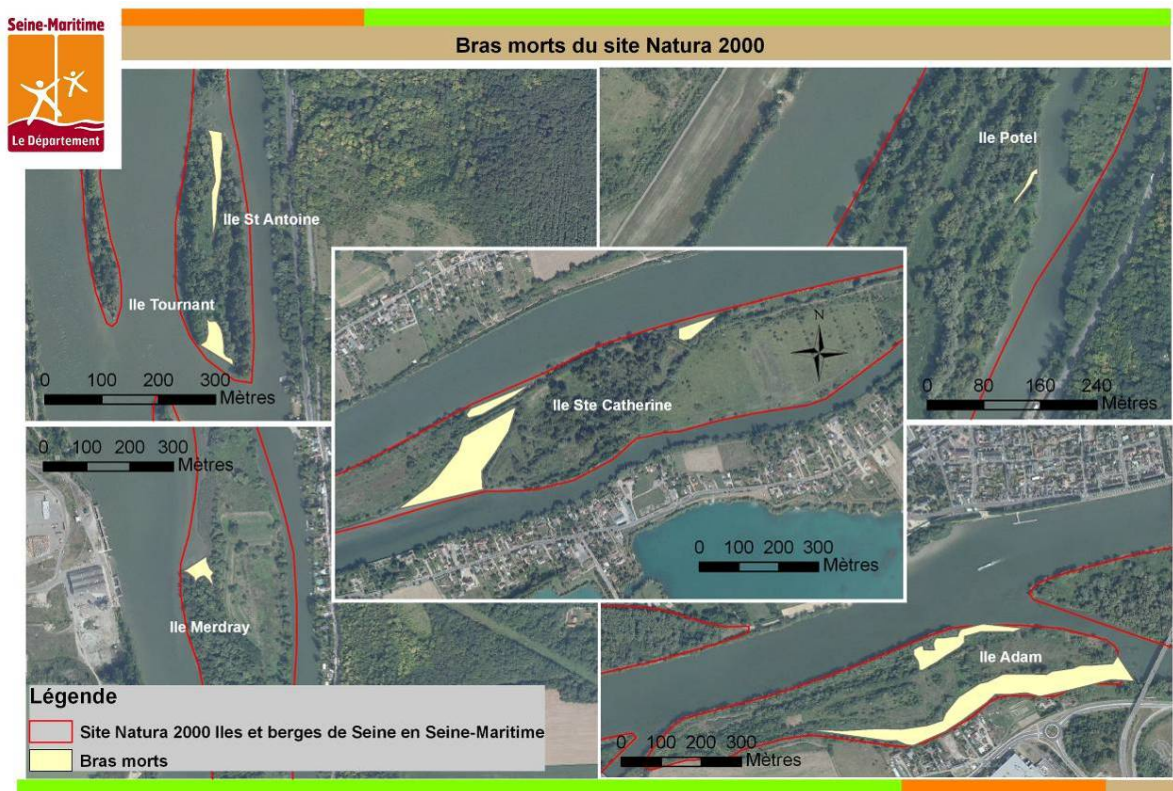 Seine-Maritime
Le Département
Bras morts du site Natura 2000
Ile St Antoine
Ile Tournant
0 100 200 300
Mètres
Ile Potel
0 80 160 240
Mètres
N
Ile Ste Catherine
0 100 200 300
Mètres
0 100 200 300
Mètres
Ile Merdray
Ile Adam
0 100 200 300
Mètres
Légende
Site Natura 2000 Iles et berges de Seine en Seine-Maritime
Bras morts